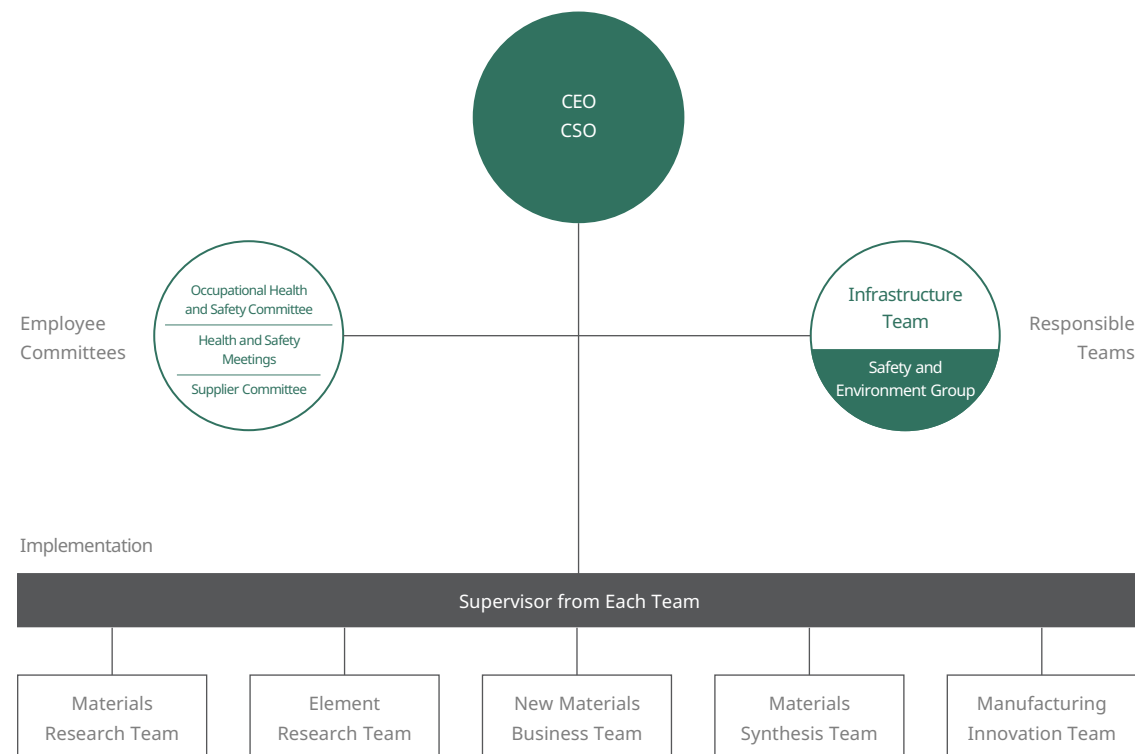 CEO
CSO
Employee
Committees
Occupational Health
and Safety Committee
Health and Safety
Meetings
Supplier Committee
Infrastructure
Team
Safety and
Environment Group
Responsible
Teams
Implementation
Supervisor from Each Team
Materials
Research Team
Element
Research Team
New Materials
Business Team
Materials
Synthesis Team
Manufacturing
Innovation Team